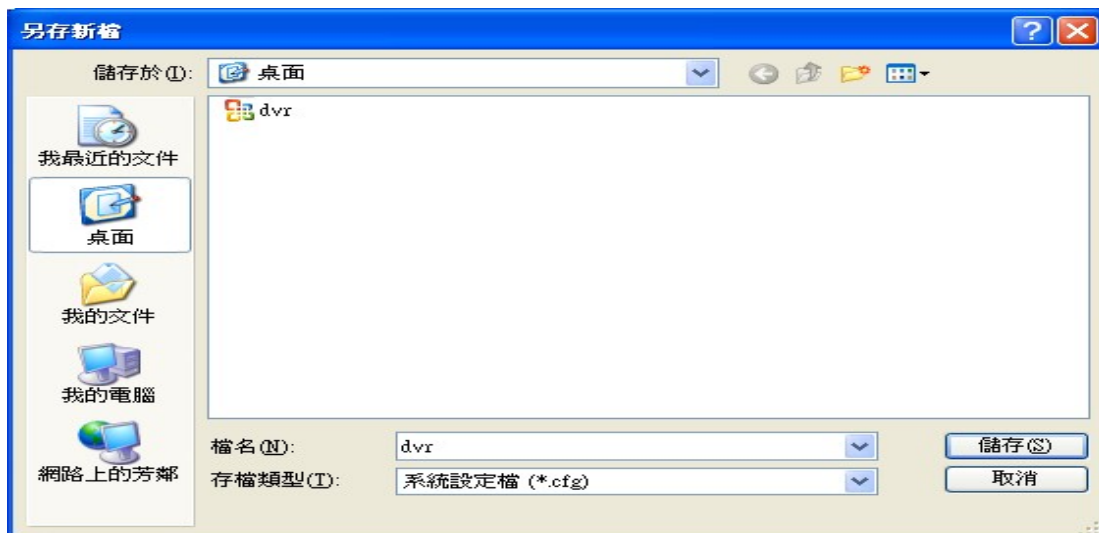 另存新檔
儲存於(I):
桌面
dvr
我最近的文件
桌面
我的文件
我的電腦
網路上的芳鄰
檔名(N):
dvr
儲存(S)
存檔類型(T):
系統設定檔 (*.cfg)
取消